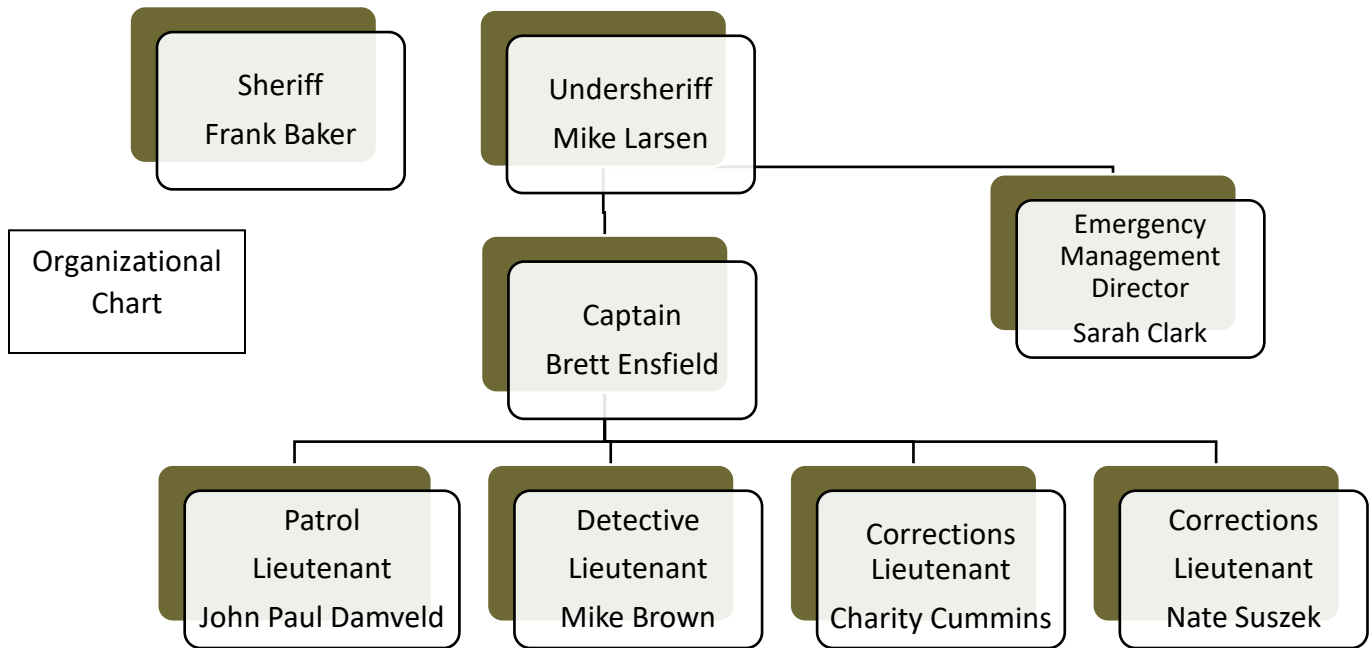 Sheriff
Frank Baker
Undersheriff
Mike Larsen
Organizational
Chart
Emergency
Management
Director
Sarah Clark
Captain
Brett Ensfield
Patrol
Lieutenant
John Paul Damveld
Detective
Lieutenant
Mike Brown
Corrections
Lieutenant
Charity Cummins
Corrections
Lieutenant
Nate Suszek